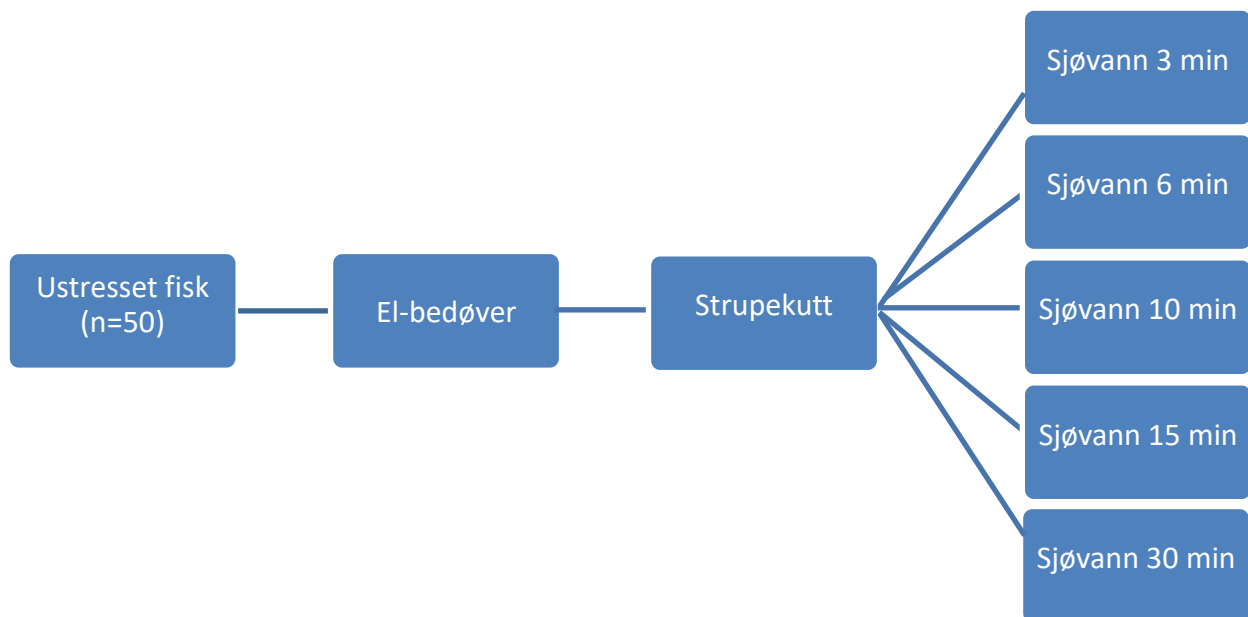 Ustresset fisk
(n=50)
El-bedøver
Strupekutt
Sjøvann 3 min
Sjøvann 6 min
Sjøvann 10 min
Sjøvann 15 min
Sjøvann 30 min